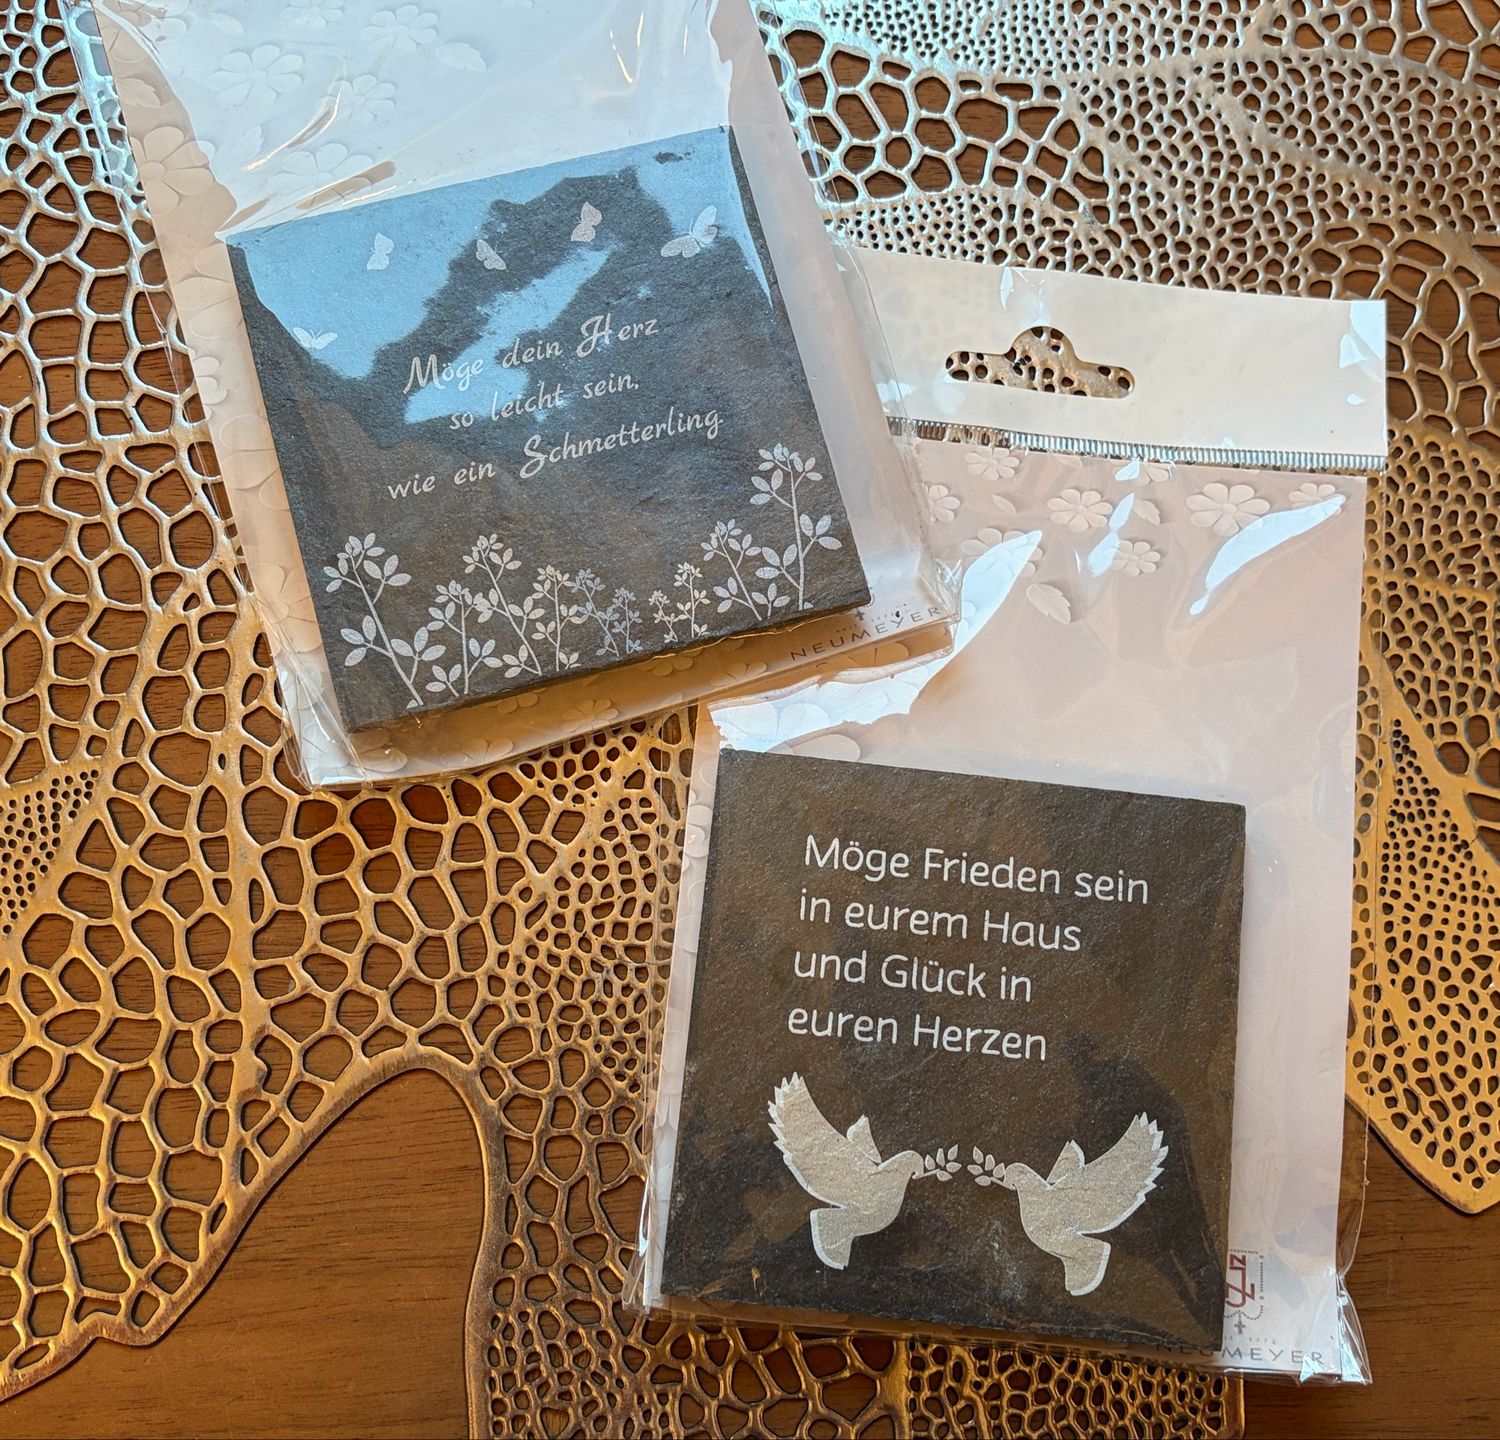 Möge dein Herz
so leicht sein,
wie ein Schmetterling
NEUMEYER
Möge Frieden sein
in eurem Haus
und Glück in
euren Herzen
NEUMEYER